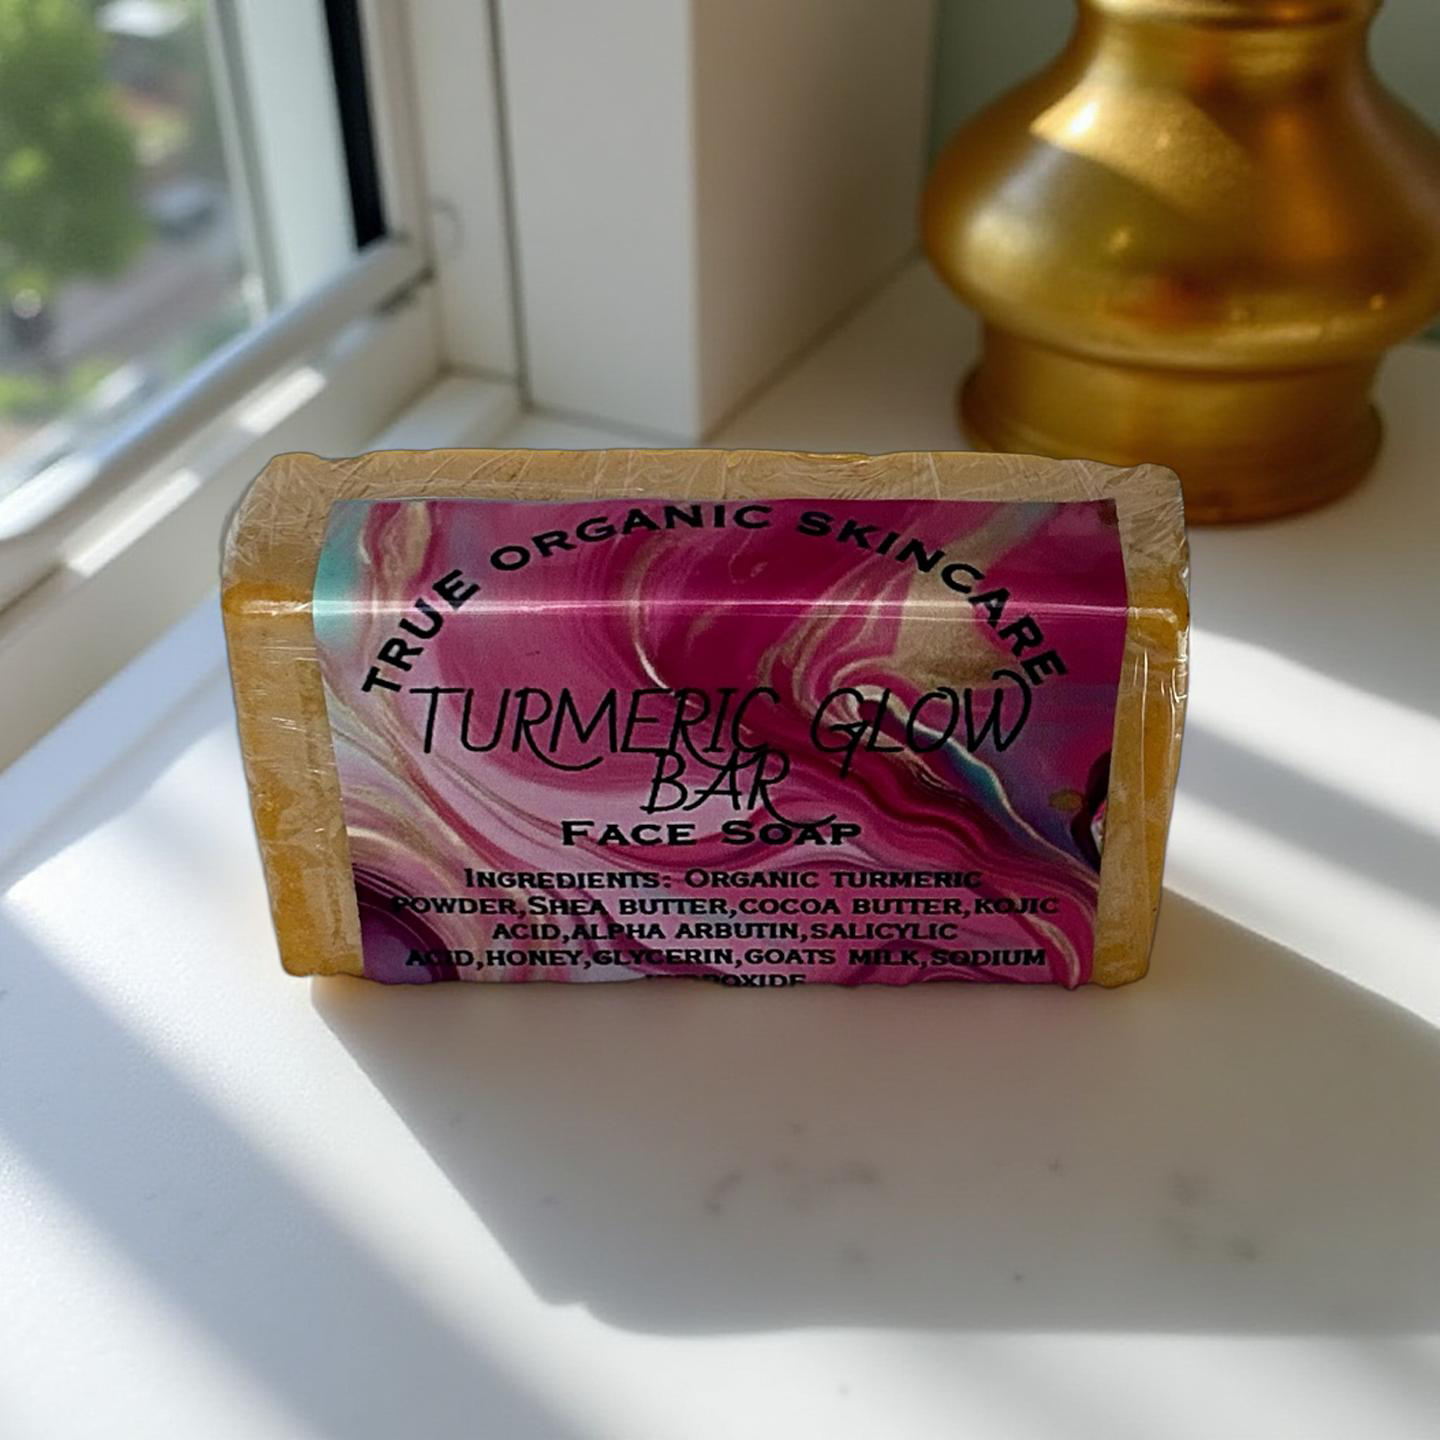 TRUE ORGANIC SKINCARE
TURMERIC GLOW
BAR
FACE SOAP
INGREDIENTS: ORGANIC TURMERIC
POWDER,SHEA BUTTER,COCOA BUTTER,KOJIC
ACID,ALPHA ARBUTIN,SALICYLIC
ACID,HONEY,GLYCERIN,GOATS MILK,SODIUM